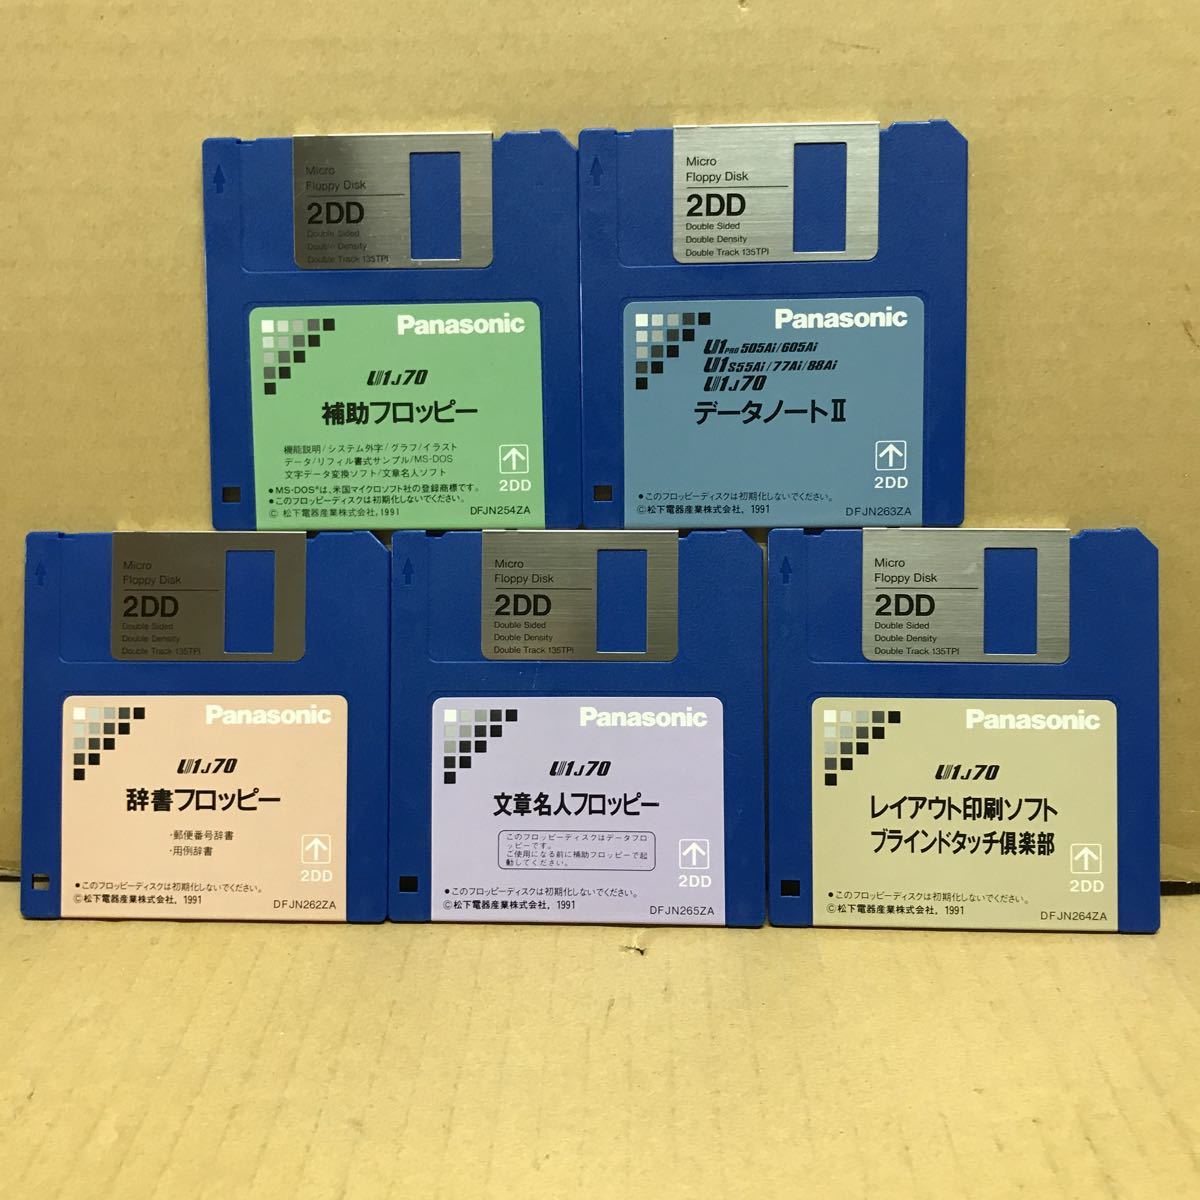 Micro
Floppy Disk
2DD
Double Sided
Double Density
Double Track 135TPI
Panasonic
U1J70
補助フロッピー
機能説明/システム外字/グラフ/イラスト
データ/リフィル書式サンプル/MS-DOS
文字データ変換ソフト/文章名人ソフト
2DD
●MS-DOS®は、米国マイクロソフト社の登録商標です。
●このフロッピーディスクは初期化しないでください。
©松下電器産業株式会社, 1991
DFJN254ZA
Micro
Floppy Disk
2DD
Double Sided
Double Density
Double Track 135TPI
Panasonic
U1PRO 505Ai/605Ai
U1S55Ai/77Ai/88Ai
U1J70
データノートⅡ
2DD
●このフロッピーディスクは初期化しないでください。
©松下電器産業株式会社, 1991
DFJN263ZA
Micro
Floppy Disk
2DD
Double Sided
Double Density
Double Track 135TPI
Panasonic
U1J70
辞書フロッピー
・郵便番号辞書
・用例辞書
2DD
●このフロッピーディスクは初期化しないでください。
©松下電器産業株式会社, 1991
DFJN262ZA
Micro
Floppy Disk
2DD
Double Sided
Double Density
Double Track 135TPI
Panasonic
U1J70
文章名人フロッピー
このフロッピーディスクはデータフロ
ッピーです。
ご使用になる前に補助フロッピーで起
動してください。
2DD
●このフロッピーディスクは初期化しないでください。
©松下電器産業株式会社, 1991
DFJN265ZA
Micro
Floppy Disk
2DD
Double Sided
Double Density
Double Track 135TPI
Panasonic
U1J70
レイアウト印刷ソフト
ブラインドタッチ倶楽部
2DD
●このフロッピーディスクは初期化しないでください。
©松下電器産業株式会社, 1991
DFJN264ZA